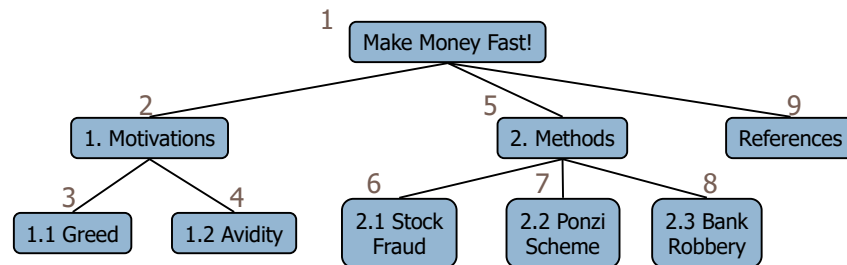 1
Make Money Fast!
2
5
9
1. Motivations
2. Methods
References
3
4
6
7
8
1.1 Greed
1.2 Avidity
2.1 Stock
Fraud
2.2 Ponzi
Scheme
2.3 Bank
Robbery